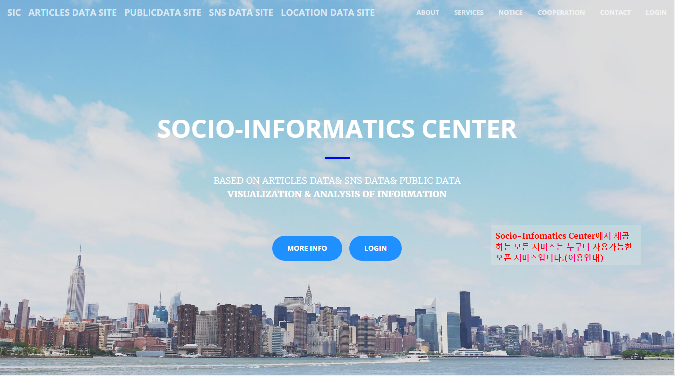 SIC ARTICLES DATA SITE PUBLICDATA SITE SNS DATA SITE LOCATION DATA SITE ABOUT SERVICES NOTICE COOPERATION CONTACT LOGIN
SOCIO-INFORMATICS CENTER
BASED ON ARTICLES DATA& SNS DATA& PUBLIC DATA
VISUALIZATION & ANALYSIS OF INFORMATION
MORE INFO LOGIN
Socio-Infomatics Center에서 제공
하는 모든 서비스는 누구나 사용가능한
오픈 서비스입니다.(이용안내)